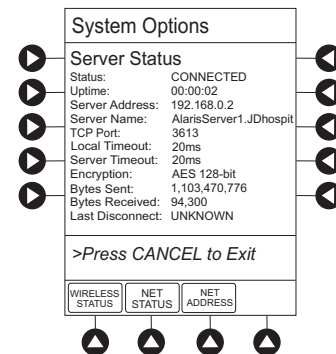 System Options
Server Status
Status: CONNECTED
Uptime: 00:00:02
Server Address: 192.168.0.2
Server Name: AlarisServer1.JDhospit
TCP Port: 3613
Local Timeout: 20ms
Server Timeout: 20ms
Encryption: AES 128-bit
Bytes Sent: 1,103,470,776
Bytes Received: 94,300
Last Disconnect: UNKNOWN
>Press CANCEL to Exit
WIRELESS STATUS
NET STATUS
NET ADDRESS